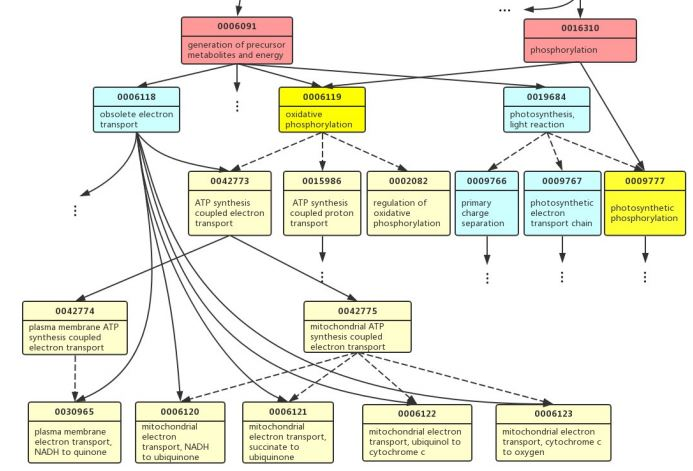 ...
0006091
generation of precursor
metabolites and energy
0016310
phosphorylation
0006118
obsolete electron
transport
0006119
oxidative
phosphorylation
0019684
photosynthesis,
light reaction
...
0042773
ATP synthesis
coupled electron
transport
0015986
ATP synthesis
coupled proton
transport
0002082
regulation of
oxidative
phosphorylation
0009766
primary
charge
separation
0009767
photosynthetic
electron
transport chain
0009777
photosynthetic
phosphorylation
...
...
...
...
...
0042774
plasma membrane ATP
synthesis coupled
electron transport
0042775
mitochondrial ATP
synthesis coupled
electron transport
0030965
plasma membrane
electron transport,
NADH to quinone
0006120
mitochondrial
electron
transport, NADH
to ubiquinone
0006121
mitochondrial
electron transport,
succinate to
ubiquinone
0006122
mitochondrial electron
transport, ubiquinol to
cytochrome c
0006123
mitochondrial electron
transport, cytochrome c
to oxygen